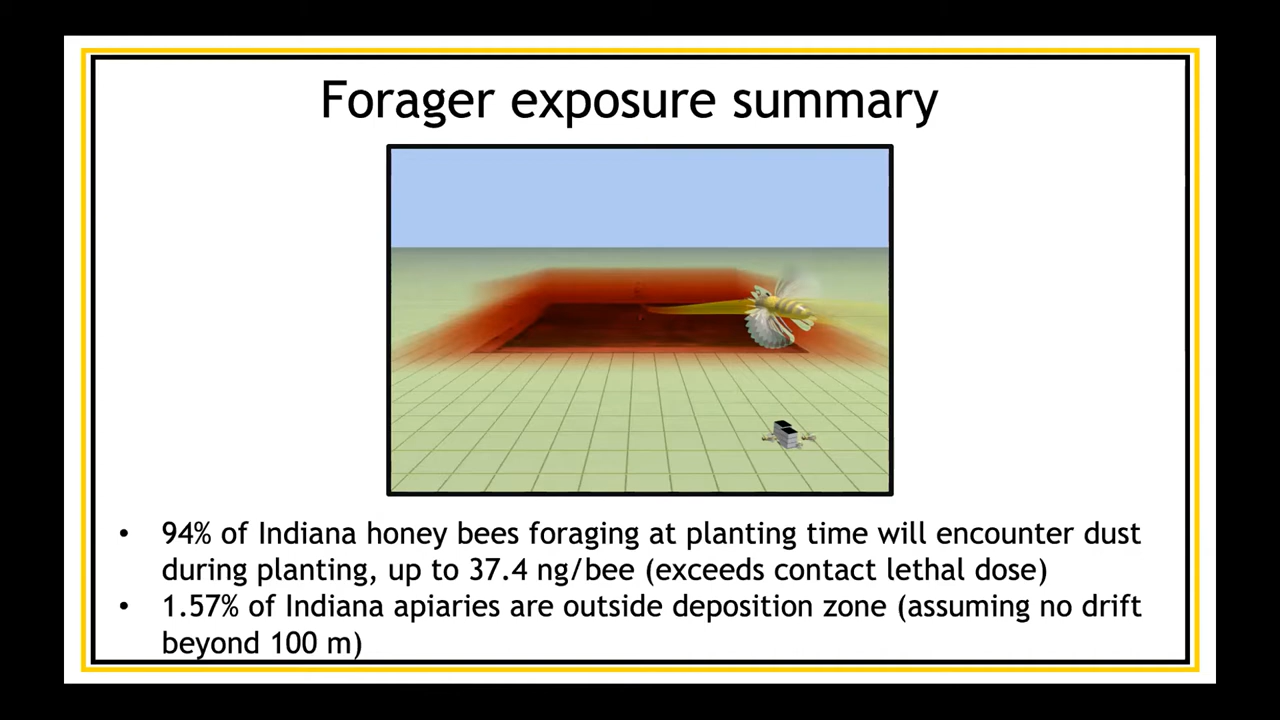 Forager exposure summary
• 94% of Indiana honey bees foraging at planting time will encounter dust
during planting, up to 37.4 ng/bee (exceeds contact lethal dose)
• 1.57% of Indiana apiaries are outside deposition zone (assuming no drift
beyond 100 m)